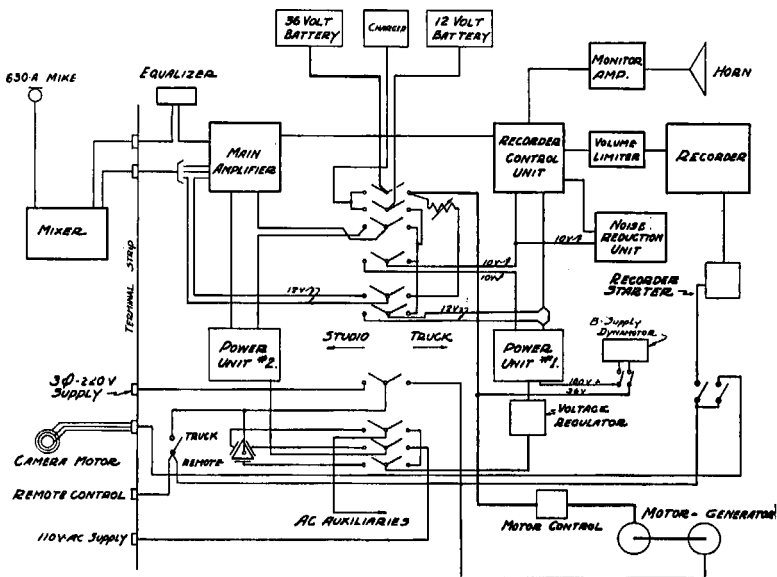 36 VOLT
BATTERY
CHARGER
12 VOLT
BATTERY
MONITOR
AMP.
HORN
630-A MIKE
EQUALIZER
MAIN
AMPLIFIER
RECORDER
CONTROL
UNIT
VOLUME
LIMITER
RECORDER
MIXER
NOISE
REDUCTION
UNIT
10V
10V
10V
RECORDER
STARTER
TERMINAL STRIP
12V
12V
B-SUPPLY
DYNAMOTOR
STUDIO
TRUCK
POWER
UNIT #2.
POWER
UNIT #1.
180V +
36V
3Φ-220V
SUPPLY
VOLTAGE
REGULATOR
TRUCK
REMOTE
CAMERA MOTOR
REMOTE CONTROL
AC AUXILIARIES
MOTOR CONTROL
MOTOR-GENERATOR
110V-AC SUPPLY